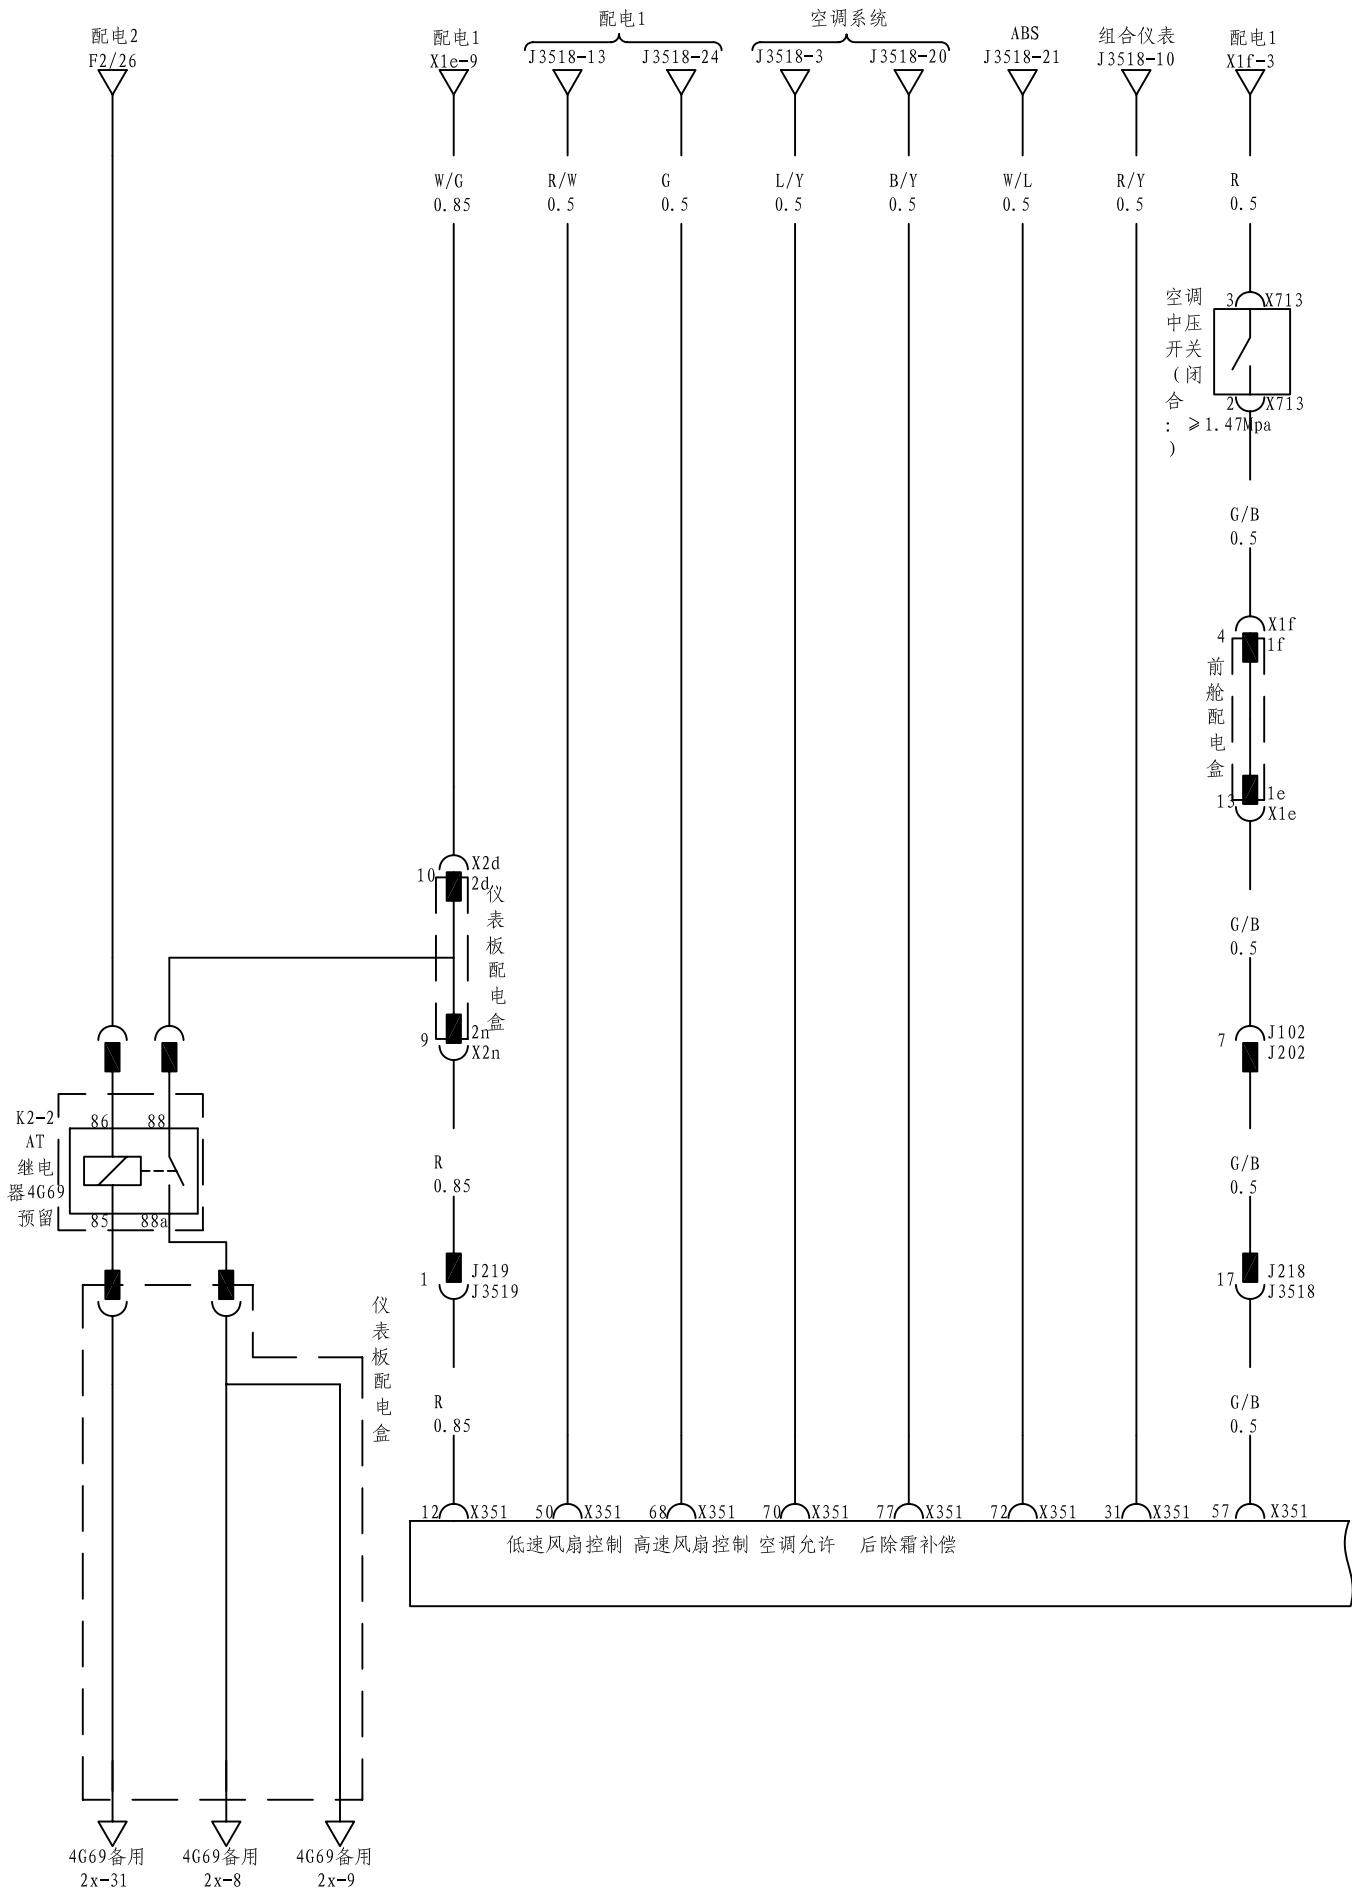 配电2
F2/26
配电1
X1e-9
配电1
J3518-13
J3518-24
空调系统
J3518-3
J3518-20
ABS
J3518-21
组合仪表
J3518-10
配电1
X1f-3
W/G
0.85
R/W
0.5
G
0.5
L/Y
0.5
B/Y
0.5
W/L
0.5
R/Y
0.5
R
0.5
空调
中压
开关
(闭
合
: ≥1.47Mpa
)
3
X713
2
X713
G/B
0.5
4
X1f
1f
前舱配电盒
13
1e
X1e
10
X2d
2d
仪表板配电盒
9
2n
X2n
G/B
0.5
7
J102
J202
K2-2
AT
继电
器4G69
预留
86
88
85
88a
R
0.85
G/B
0.5
1
J219
J3519
17
J218
J3518
仪表板配电盒
R
0.85
G/B
0.5
12
X351
50
X351
68
X351
70
X351
77
X351
72
X351
31
X351
57
X351
低速风扇控制
高速风扇控制
空调允许
后除霜补偿
4G69备用
2x-31
4G69备用
2x-8
4G69备用
2x-9